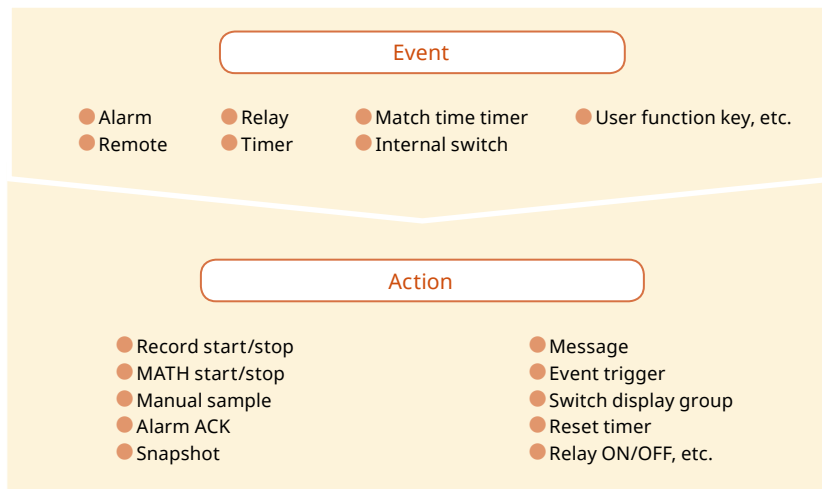 Event
Alarm
Relay
Match time timer
User function key, etc.
Remote
Timer
Internal switch
Action
Record start/stop
MATH start/stop
Manual sample
Alarm ACK
Snapshot
Message
Event trigger
Switch display group
Reset timer
Relay ON/OFF, etc.